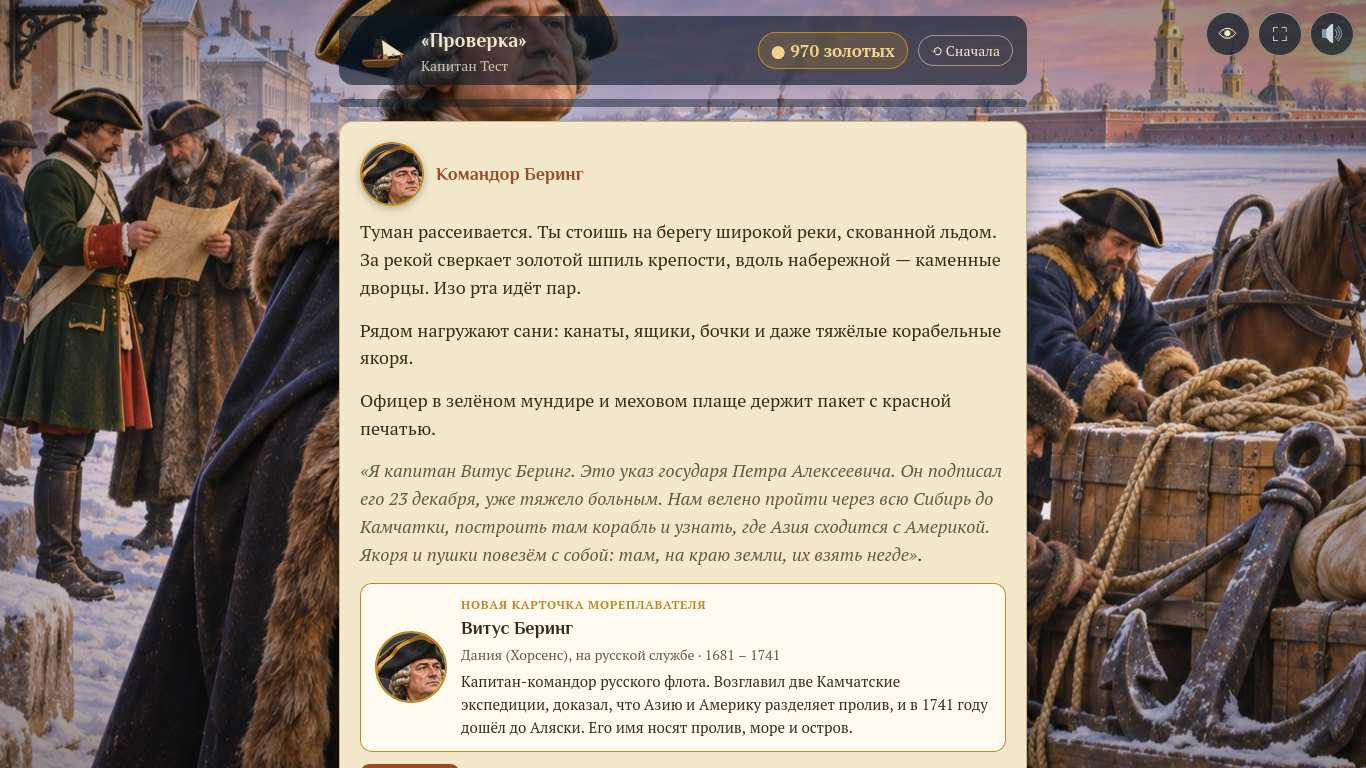 «Проверка»
Капитан Тест
970 золотых
⟲ Сначала
Командор Беринг
Туман рассеивается. Ты стоишь на берегу широкой реки, скованной льдом.
За рекой сверкает золотой шпиль крепости, вдоль набережной — каменные
дворцы. Изо рта идёт пар.
Рядом нагружают сани: канаты, ящики, бочки и даже тяжёлые корабельные
якоря.
Офицер в зелёном мундире и меховом плаще держит пакет с красной
печатью.
«Я капитан Витус Беринг. Это указ государя Петра Алексеевича. Он подписал
его 23 декабря, уже тяжело больным. Нам велено пройти через всю Сибирь до
Камчатки, построить там корабль и узнать, где Азия сходится с Америкой.
Якоря и пушки повезём с собой: там, на краю земли, их взять негде».
НОВАЯ КАРТОЧКА МОРЕПЛАВАТЕЛЯ
Витус Беринг
Дания (Хорсенс), на русской службе · 1681 – 1741
Капитан-командор русского флота. Возглавил две Камчатские
экспедиции, доказал, что Азию и Америку разделяет пролив, и в 1741 году
дошёл до Аляски. Его имя носят пролив, море и остров.